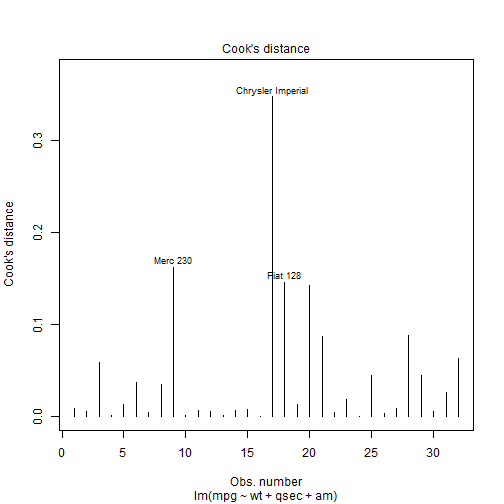 Cook's distance
Chrysler Imperial
Merc 230
Fiat 128
Cook's distance
0.0 0.1 0.2 0.3
0 5 10 15 20 25 30
Obs. number
lm(mpg ~ wt + qsec + am)